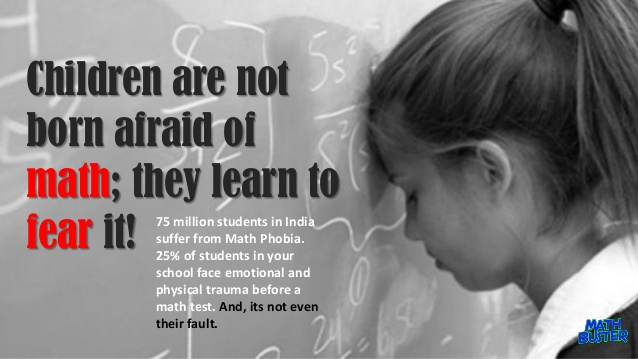 Children are not
born afraid of
math; they learn to
fear it!
75 million students in India
suffer from Math Phobia.
25% of students in your
school face emotional and
physical trauma before a
math test. And, its not even
their fault.
5s²
MATH
BUSTER